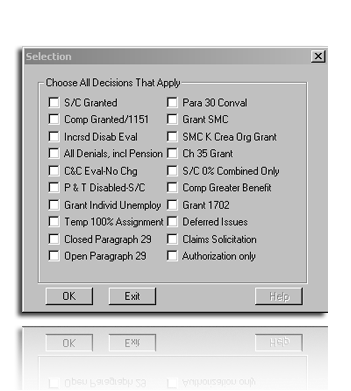 Selection
Choose All Decisions That Apply
S/C Granted
Para 30 Conval
Comp Granted/1151
Grant SMC
Incrsd Disab Eval
SMC K Crea Org Grant
All Denials, incl Pension
Ch 35 Grant
C&C Eval-No Chg
S/C 0% Combined Only
P & T Disabled-S/C
Comp Greater Benefit
Grant Individ Unemploy
Grant 1702
Temp 100% Assignment
Deferred Issues
Closed Paragraph 29
Claims Solicitation
Open Paragraph 29
Authorization only
OK
Exit
Help